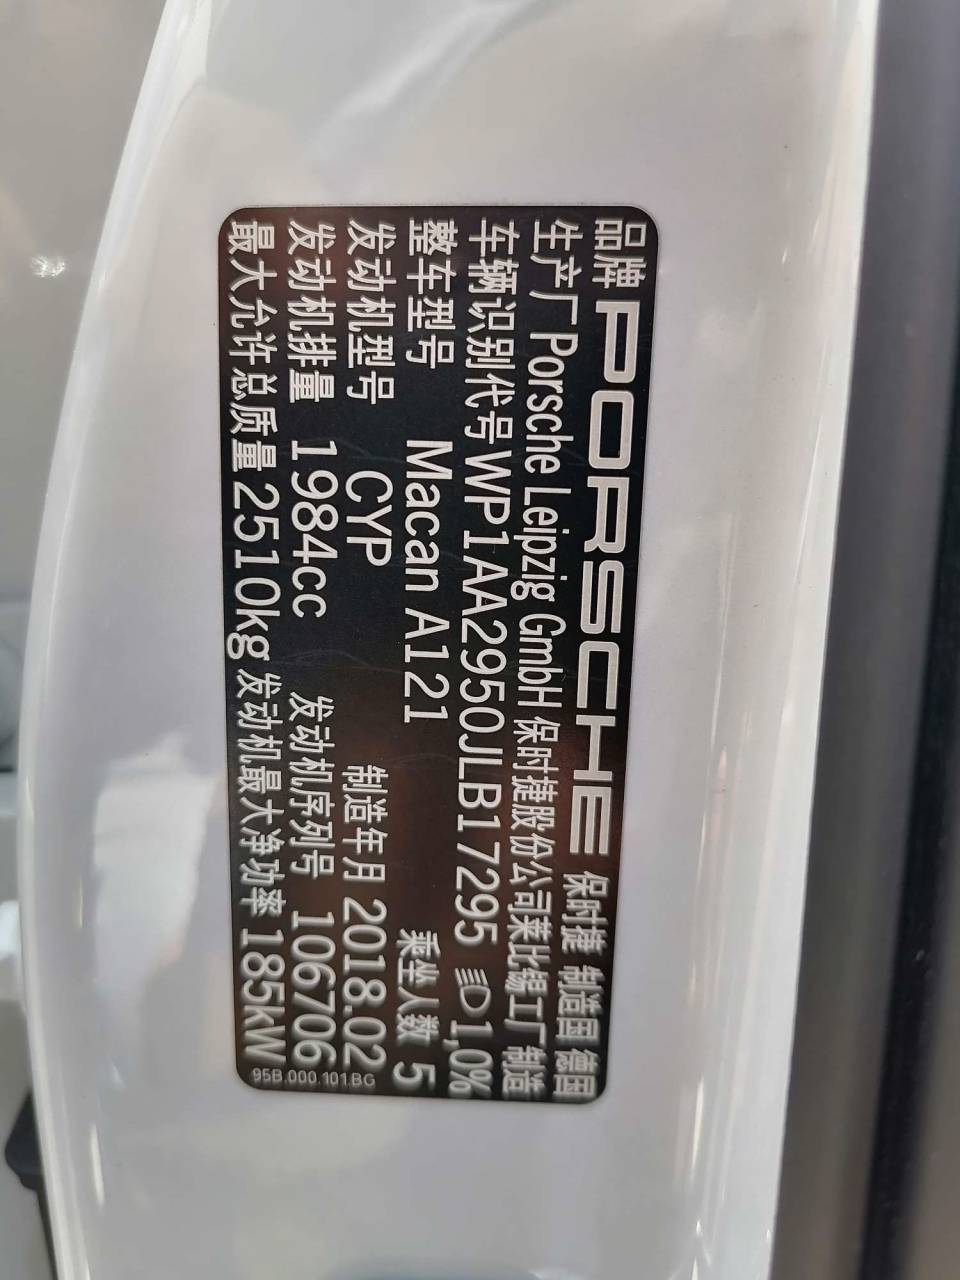 品牌 PORSCHE 保时捷 制造国 德国
生产厂 Porsche Leipzig GmbH 保时捷股份公司莱比锡工厂 制造
车辆识别代号 WP1AA2950JLB17295 1,0%
整车型号 Macan A121 乘坐人数 5
发动机型号 CYP 制造年月 2018.02
发动机排量 1984cc 发动机序列号 106706
最大允许总质量 2510kg 发动机最大净功率 185kW
95B.000.101.BG